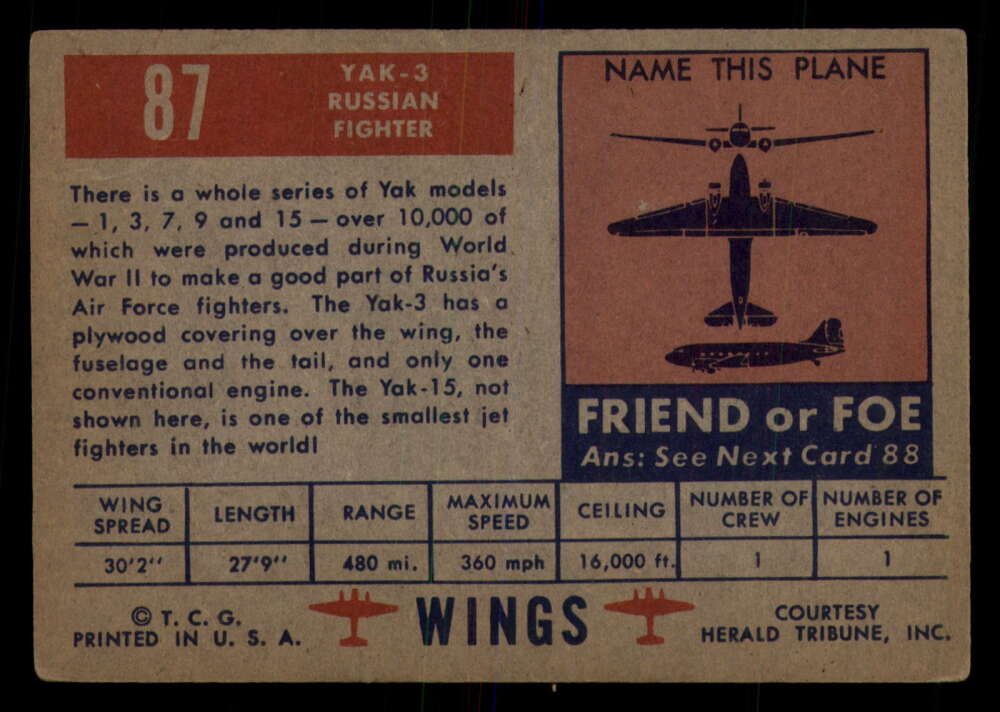 87
YAK-3
RUSSIAN
FIGHTER
There is a whole series of Yak models
— 1, 3, 7, 9 and 15 — over 10,000 of
which were produced during World
War II to make a good part of Russia's
Air Force fighters. The Yak-3 has a
plywood covering over the wing, the
fuselage and the tail, and only one
conventional engine. The Yak-15, not
shown here, is one of the smallest jet
fighters in the world!
NAME THIS PLANE
FRIEND or FOE
Ans: See Next Card 88
WING SPREAD LENGTH RANGE MAXIMUM SPEED CEILING NUMBER OF CREW NUMBER OF ENGINES
30'2'' 27'9'' 480 mi. 360 mph 16,000 ft. 1 1
© T. C. G.
PRINTED IN U. S. A.
WINGS
COURTESY
HERALD TRIBUNE, INC.